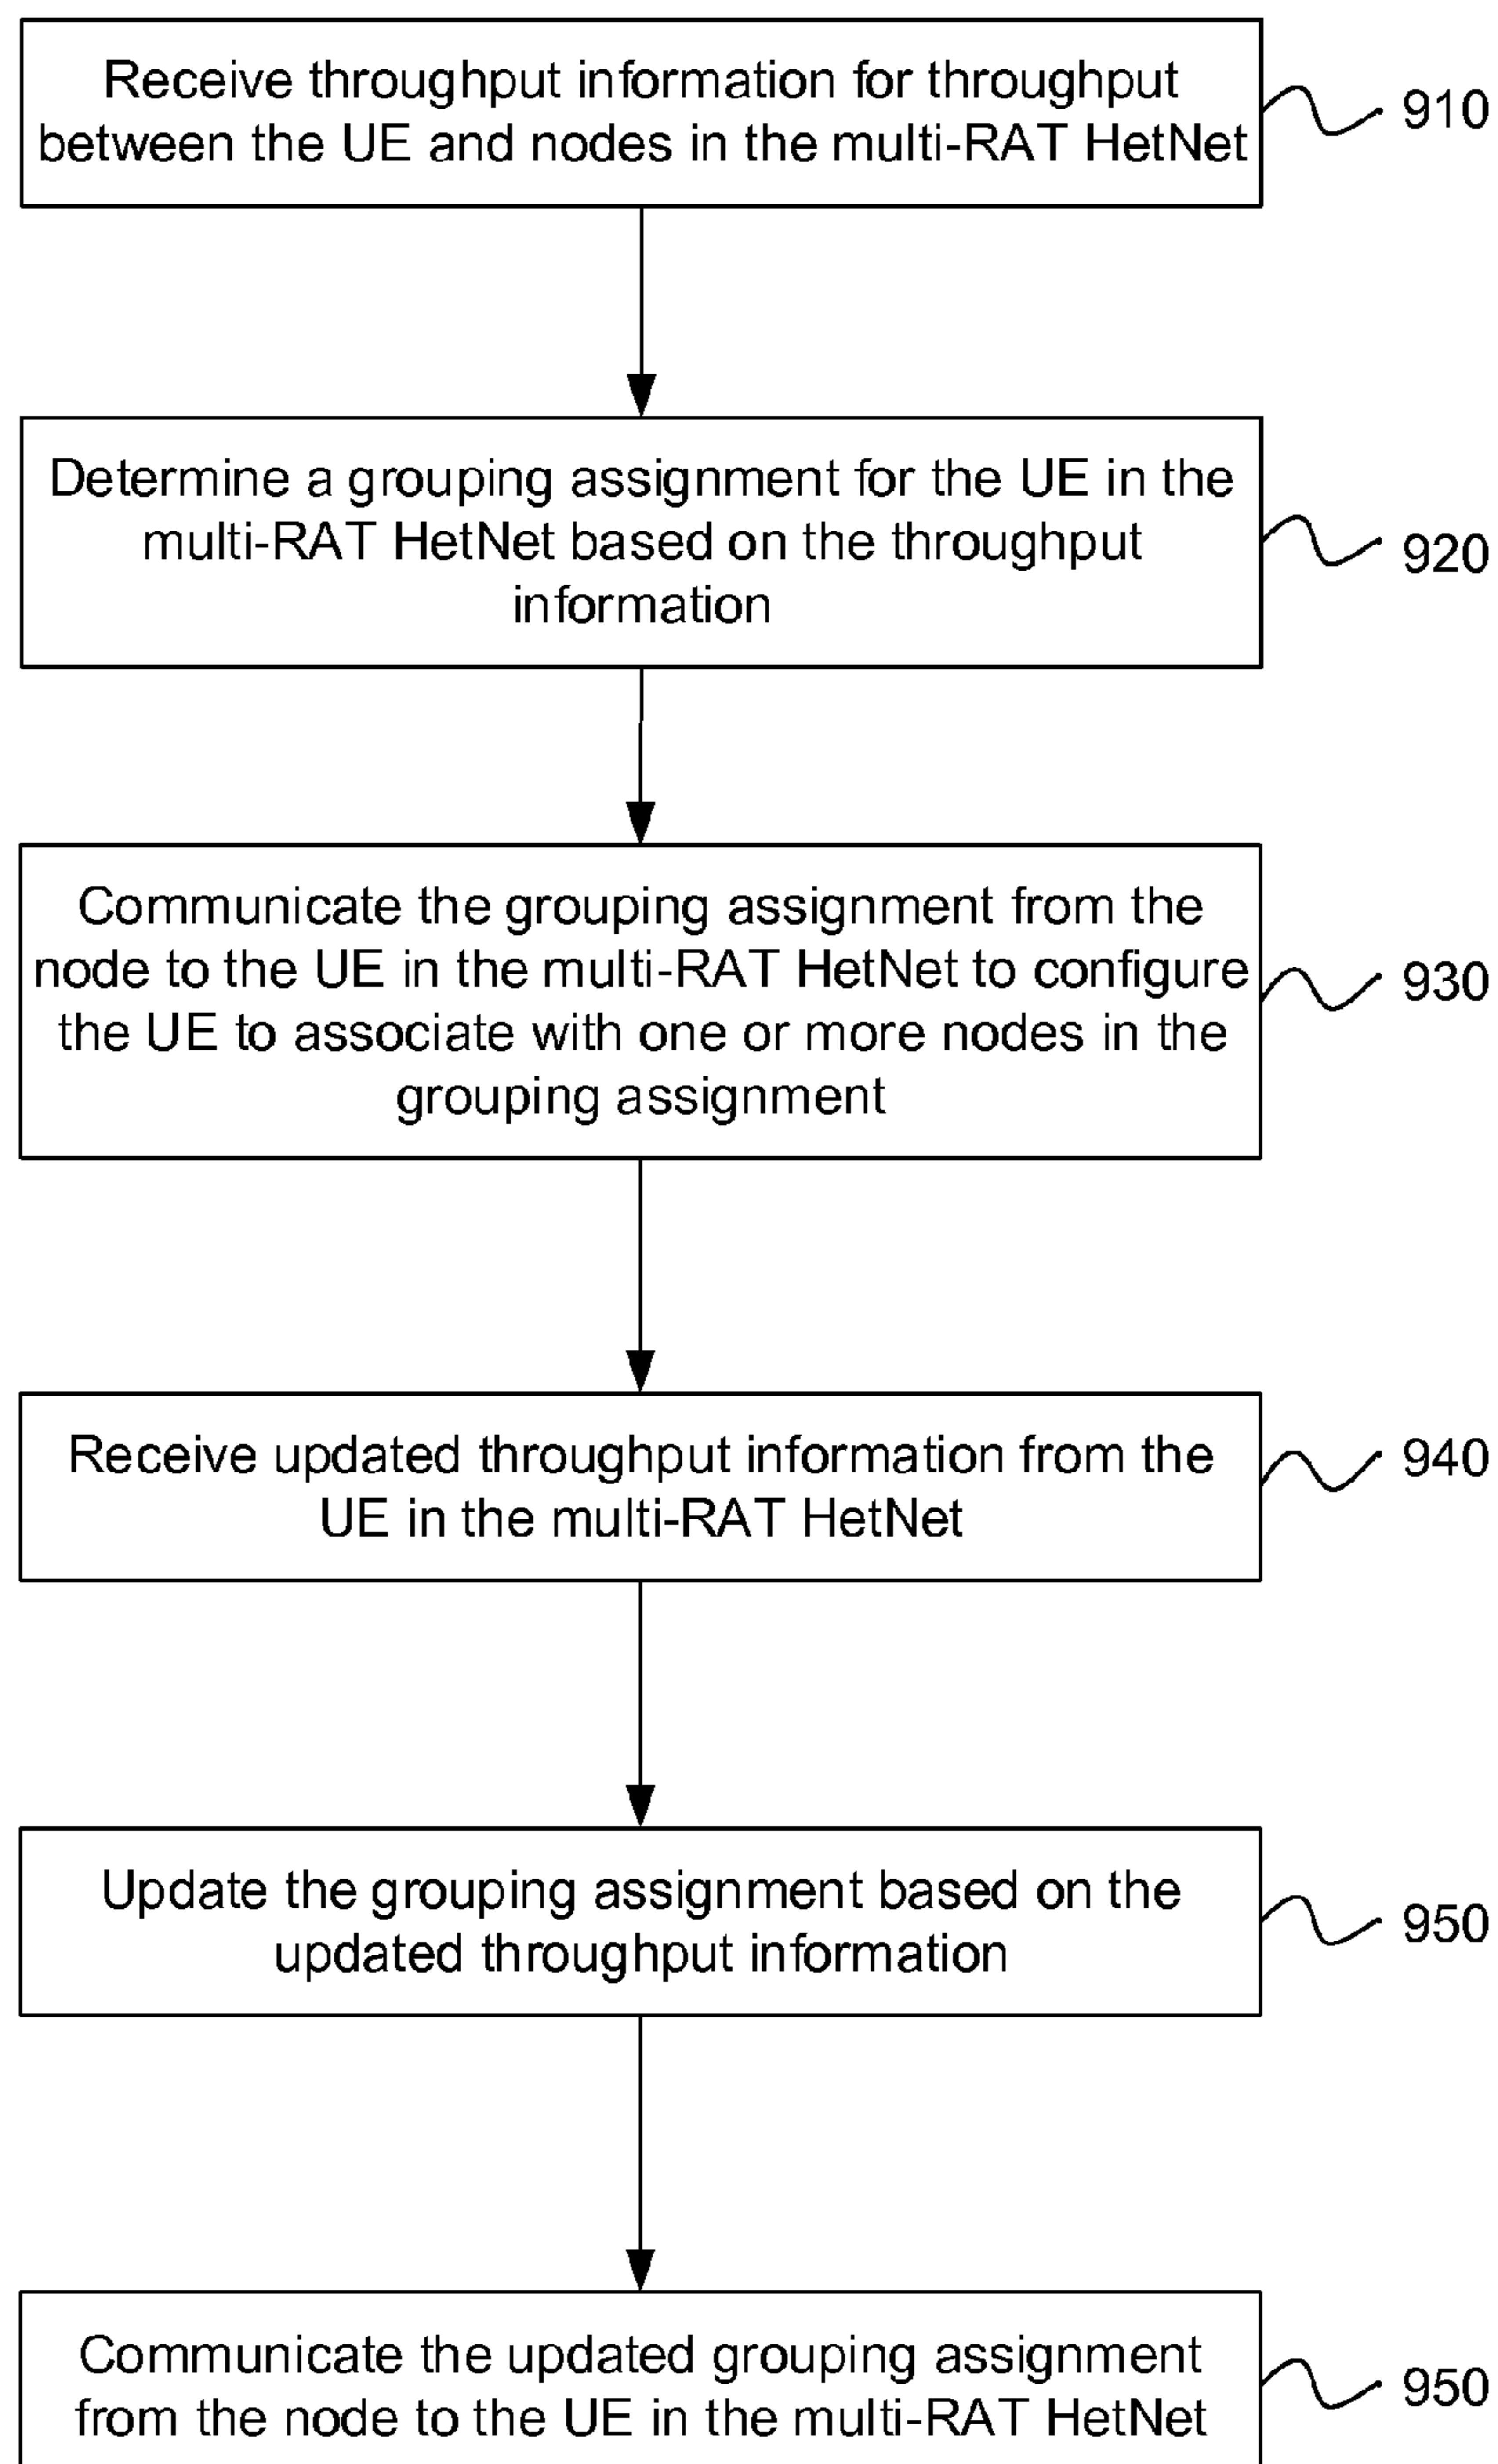 Receive throughput information for throughput
between the UE and nodes in the multi-RAT HetNet
910
Determine a grouping assignment for the UE in the
multi-RAT HetNet based on the throughput
information
920
Communicate the grouping assignment from the
node to the UE in the multi-RAT HetNet to configure
the UE to associate with one or more nodes in the
grouping assignment
930
Receive updated throughput information from the
UE in the multi-RAT HetNet
940
Update the grouping assignment based on the
updated throughput information
950
Communicate the updated grouping assignment
from the node to the UE in the multi-RAT HetNet
950